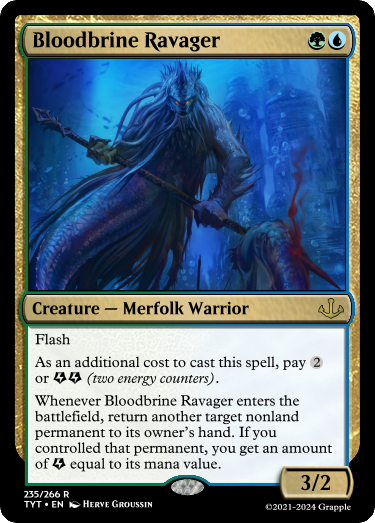 Bloodbrine Ravager
Creature — Merfolk Warrior
Flash
As an additional cost to cast this spell, pay 2
or (two energy counters).
Whenever Bloodbrine Ravager enters the
battlefield, return another target nonland
permanent to its owner's hand. If you
controlled that permanent, you get an
amount of equal to its mana value.
3/2
235/266 R
TYT • EN Herve Groussin
©2021-2024 Grapple